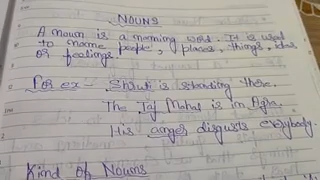 NOUNS
A noun is a naming word. It is used
to name people, places, things, idea
or feelings.
For ex - Shruti is standing there.
The Taj Mahal is in Agra.
His anger disgusts everybody.
Kind of Nouns